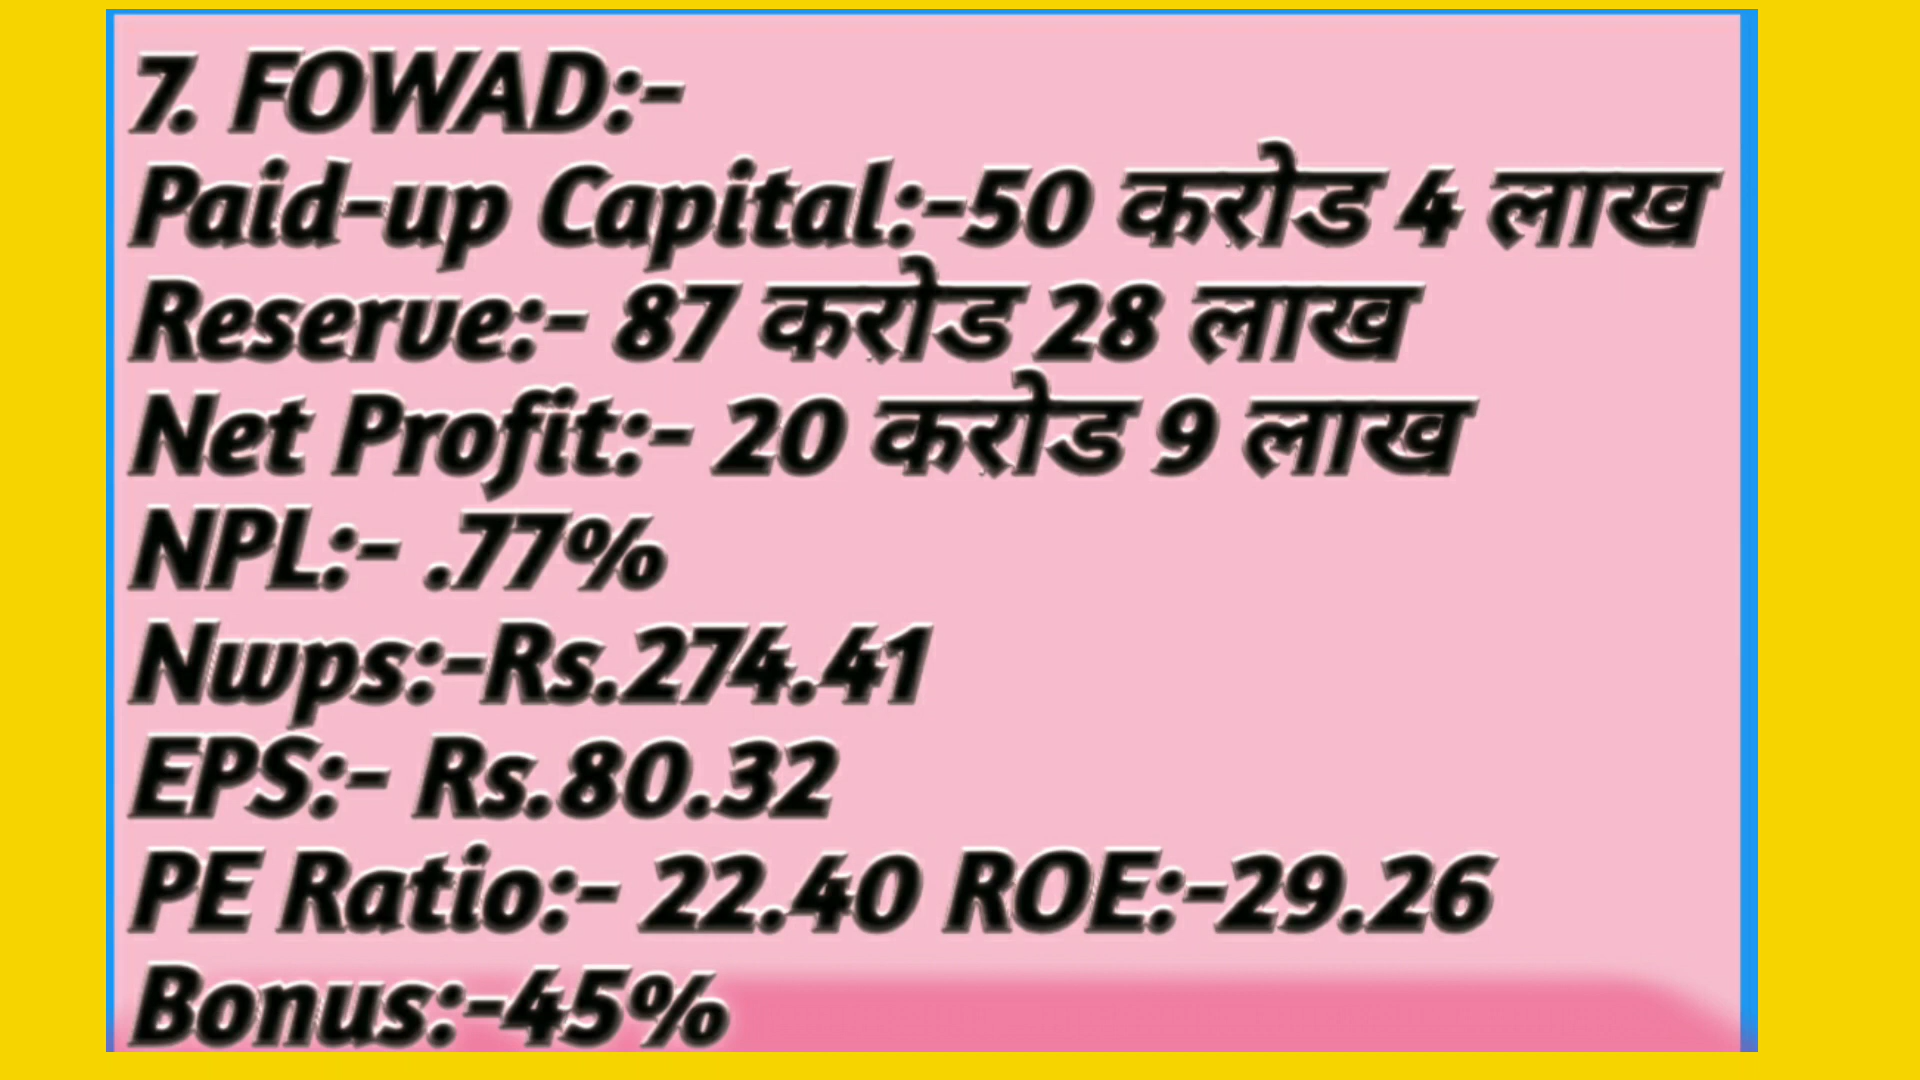 7. FOWAD:-
Paid-up Capital:-50 करोड 4 लाख
Reserve:- 87 करोड 28 लाख
Net Profit:- 20 करोड 9 लाख
NPL:- .77%
Nwps:-Rs.274.41
EPS:- Rs.80.32
PE Ratio:- 22.40 ROE:-29.26
Bonus:-45%